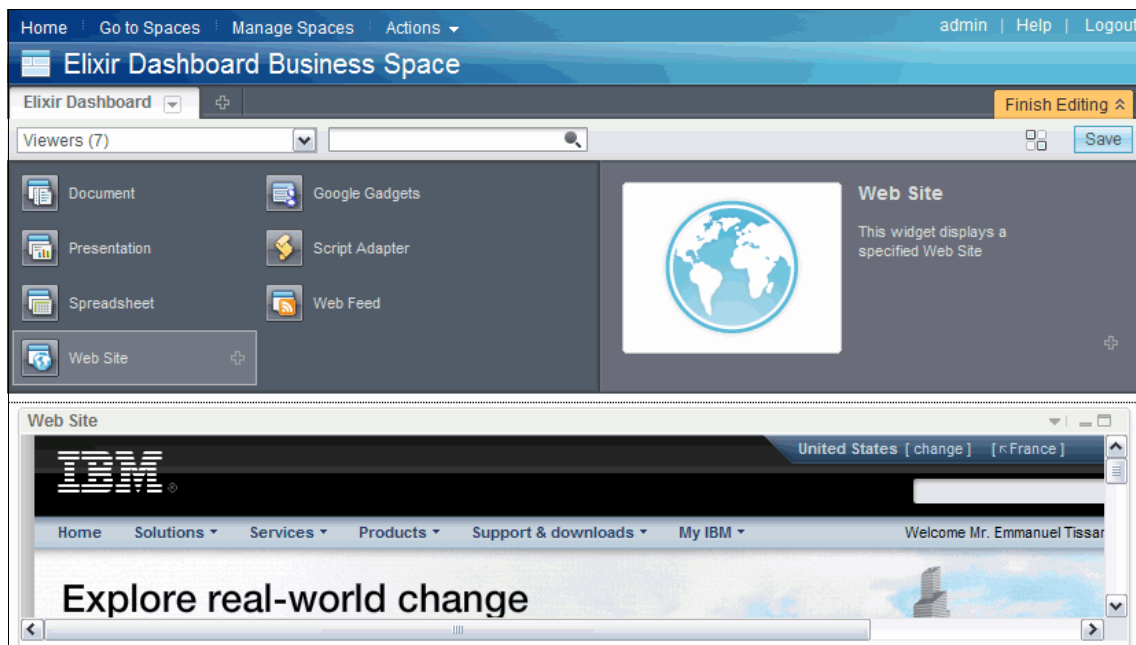 Home Go to Spaces Manage Spaces Actions admin | Help | Logout
Elixir Dashboard Business Space
Elixir Dashboard Finish Editing
Viewers (7) Save
Document Google Gadgets
Presentation Script Adapter
Spreadsheet Web Feed
Web Site
Web Site
This widget displays a
specified Web Site
Web Site
United States [ change ] [ France ]
IBM ®
Home Solutions Services Products Support & downloads My IBM Welcome Mr. Emmanuel Tissar
Explore real-world change